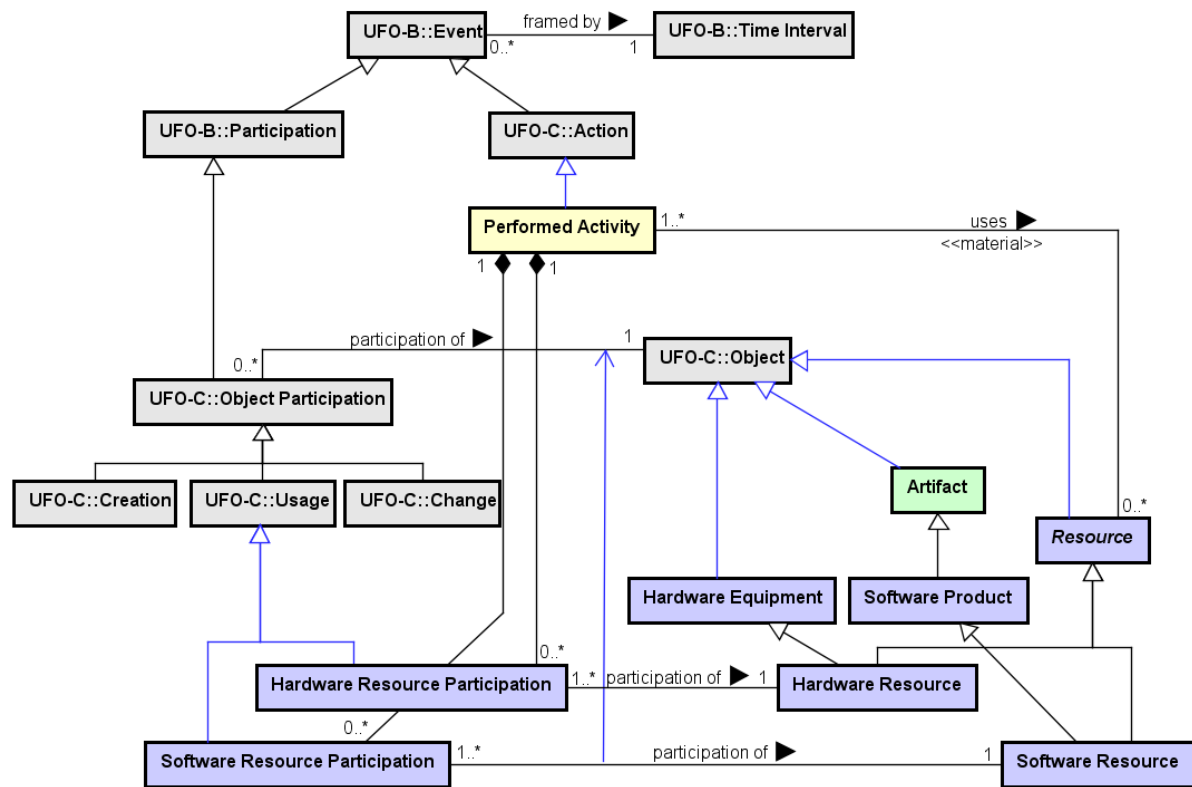 UFO-B::Event
framed by
0..*
1
UFO-B::Time Interval
UFO-B::Participation
UFO-C::Action
Performed Activity
1..*
uses
<<material>>
1
1
participation of
1
0..*
UFO-C::Object
UFO-C::Object Participation
UFO-C::Creation
UFO-C::Usage
UFO-C::Change
Artifact
0..*
Resource
Hardware Equipment
Software Product
0..*
Hardware Resource Participation
1..*
participation of
1
Hardware Resource
0..*
Software Resource Participation
1..*
participation of
1
Software Resource